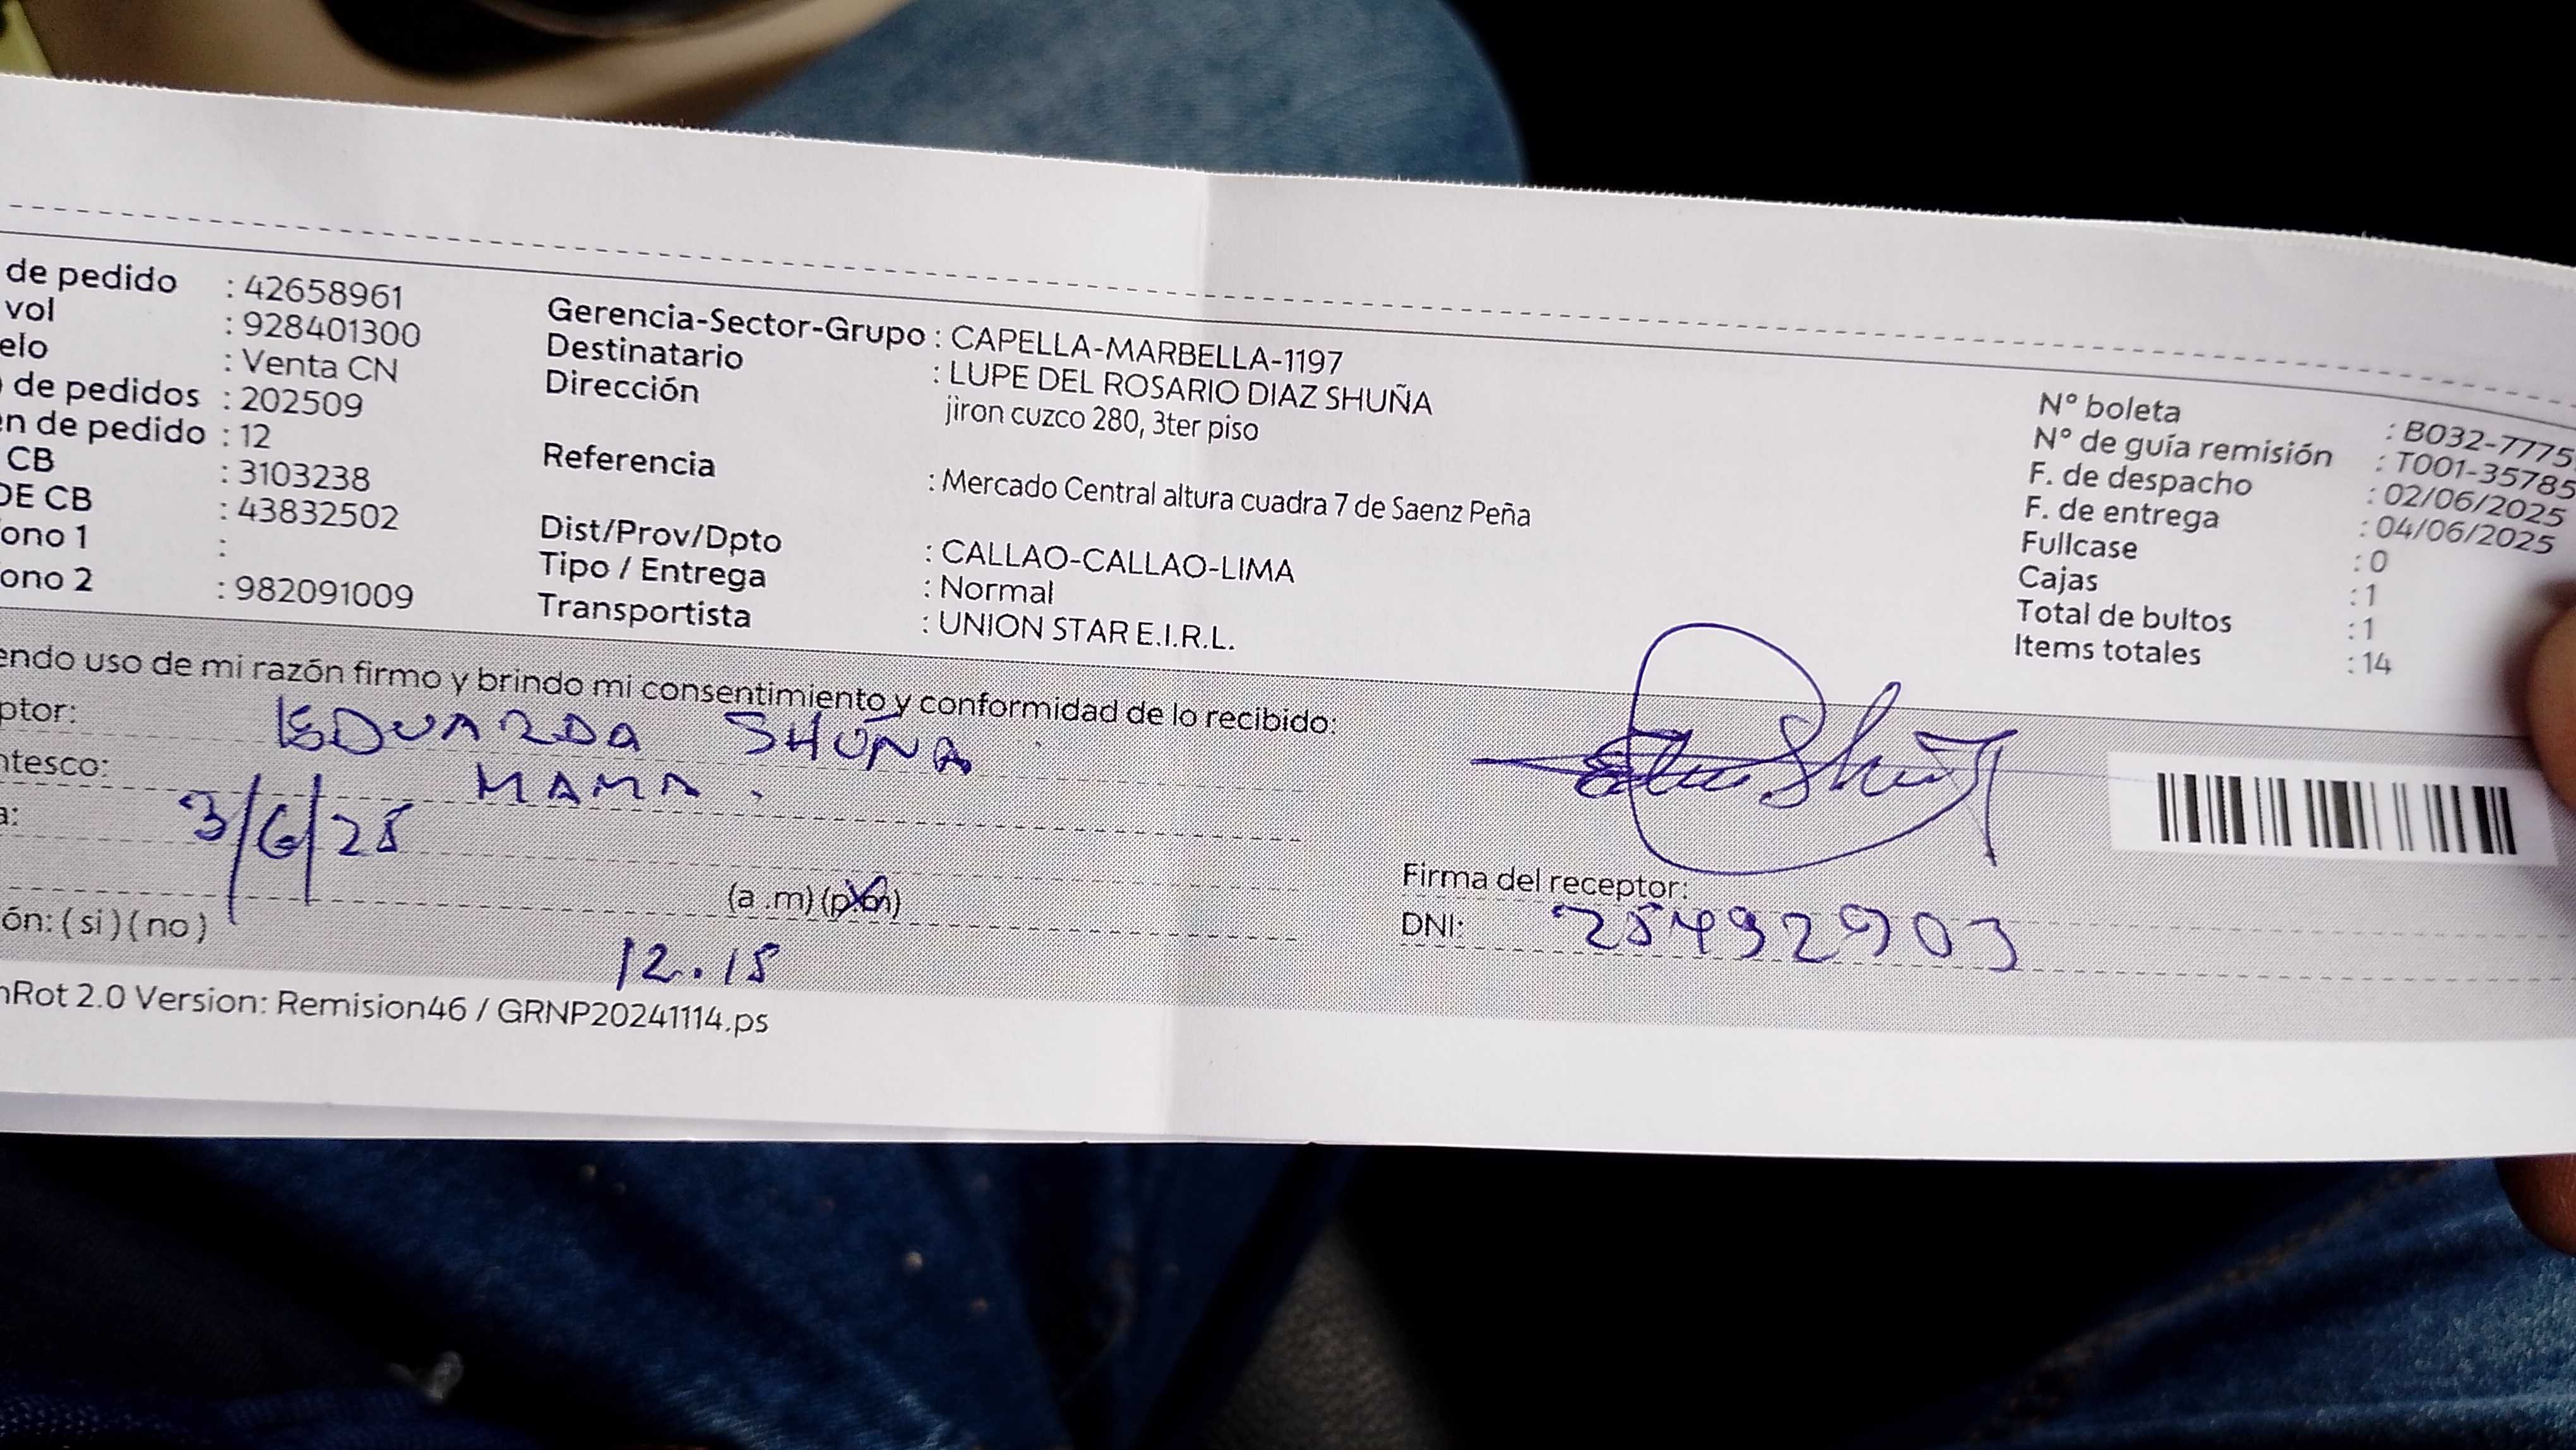 de pedido : 42658961
vol : 928401300
elo : Venta CN
de pedidos : 202509
en de pedido : 12
CB : 3103238
DE CB : 43832502
ono 1 :
ono 2 : 982091009
Gerencia-Sector-Grupo : CAPELLA-MARBELLA-1197
Destinatario : LUPE DEL ROSARIO DIAZ SHUÑA
Dirección jiron cuzco 280, 3ter piso
Referencia : Mercado Central altura cuadra 7 de Saenz Peña
Dist/Prov/Dpto : CALLAO-CALLAO-LIMA
Tipo / Entrega : Normal
Transportista : UNION STAR E.I.R.L.
N° boleta : B032-7775
N° de guía remisión : T001-35785
F. de despacho : 02/06/2025
F. de entrega : 04/06/2025
Fullcase : 0
Cajas : 1
Total de bultos : 1
Items totales : 14
endo uso de mi razón firmo y brindo mi consentimiento y conformidad de lo recibido:
ptor: EDUARDA SHUÑA
ntesco: MAMA.
a: 3/6/25
(a .m) (p.m)
ón: ( si ) ( no )
12.15
Firma del receptor:
DNI: 25492903
nRot 2.0 Version: Remision46 / GRNP20241114.ps